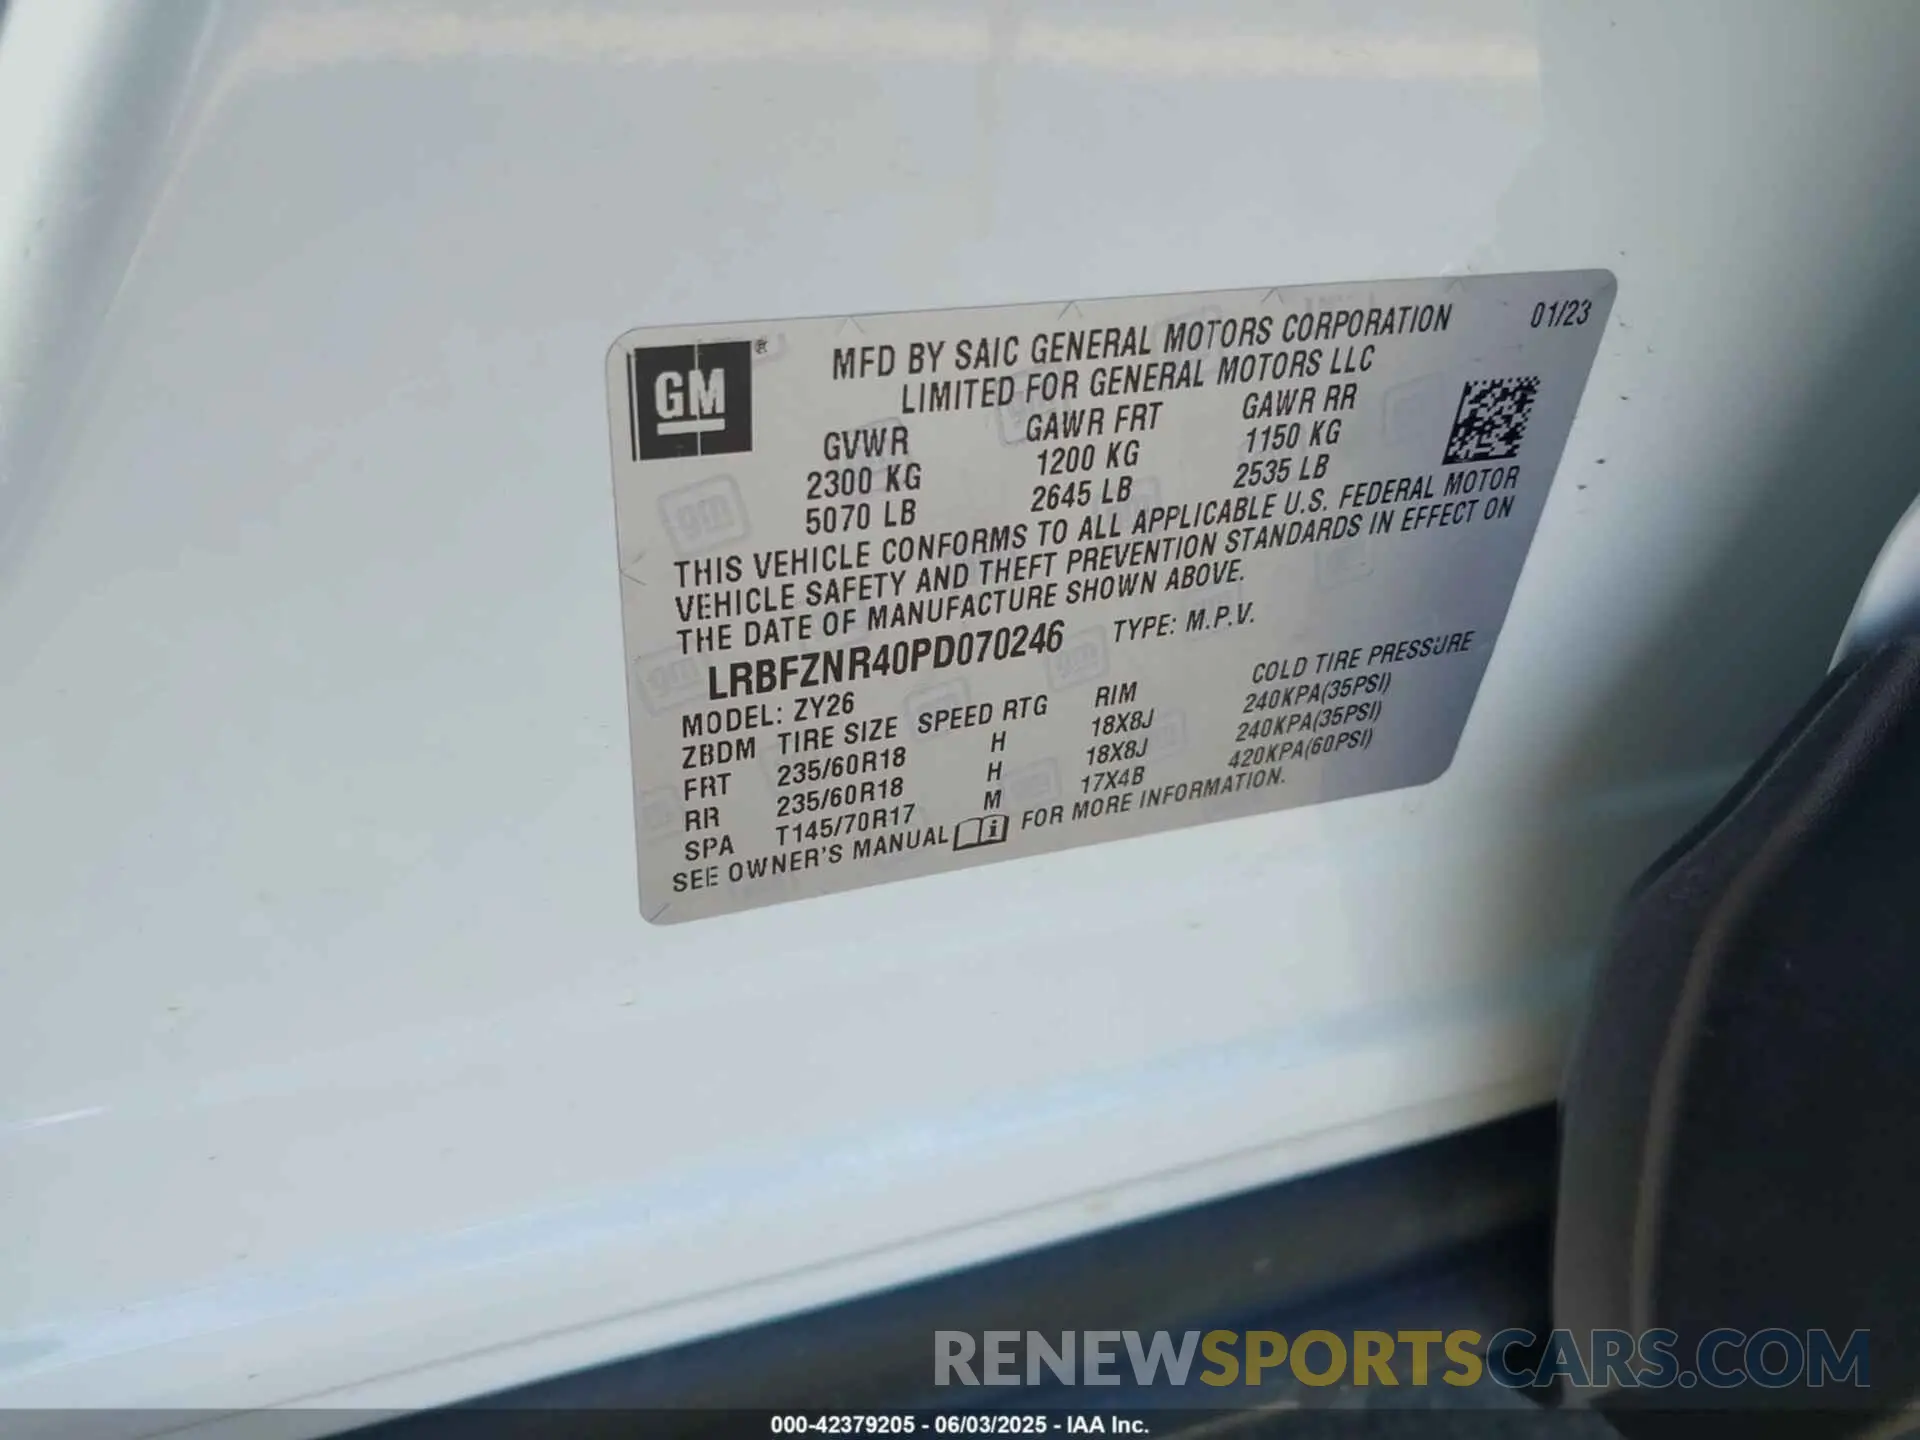 GM ®
MFD BY SAIC GENERAL MOTORS CORPORATION 01/23
LIMITED FOR GENERAL MOTORS LLC
GVWR GAWR FRT GAWR RR
2300 KG 1200 KG 1150 KG
5070 LB 2645 LB 2535 LB
THIS VEHICLE CONFORMS TO ALL APPLICABLE U.S. FEDERAL MOTOR
VEHICLE SAFETY AND THEFT PREVENTION STANDARDS IN EFFECT ON
THE DATE OF MANUFACTURE SHOWN ABOVE.
LRBFZNR40PD070246 TYPE: M.P.V.
MODEL: ZY26
ZBDM TIRE SIZE SPEED RTG RIM COLD TIRE PRESSURE
FRT 235/60R18 H 18X8J 240KPA(35PSI)
RR 235/60R18 H 18X8J 240KPA(35PSI)
SPA T145/70R17 M 17X4B 420KPA(60PSI)
SEE OWNER'S MANUAL i FOR MORE INFORMATION.
RENEWSPORTSCARS.COM
000-42379205 - 06/03/2025 - IAA Inc.